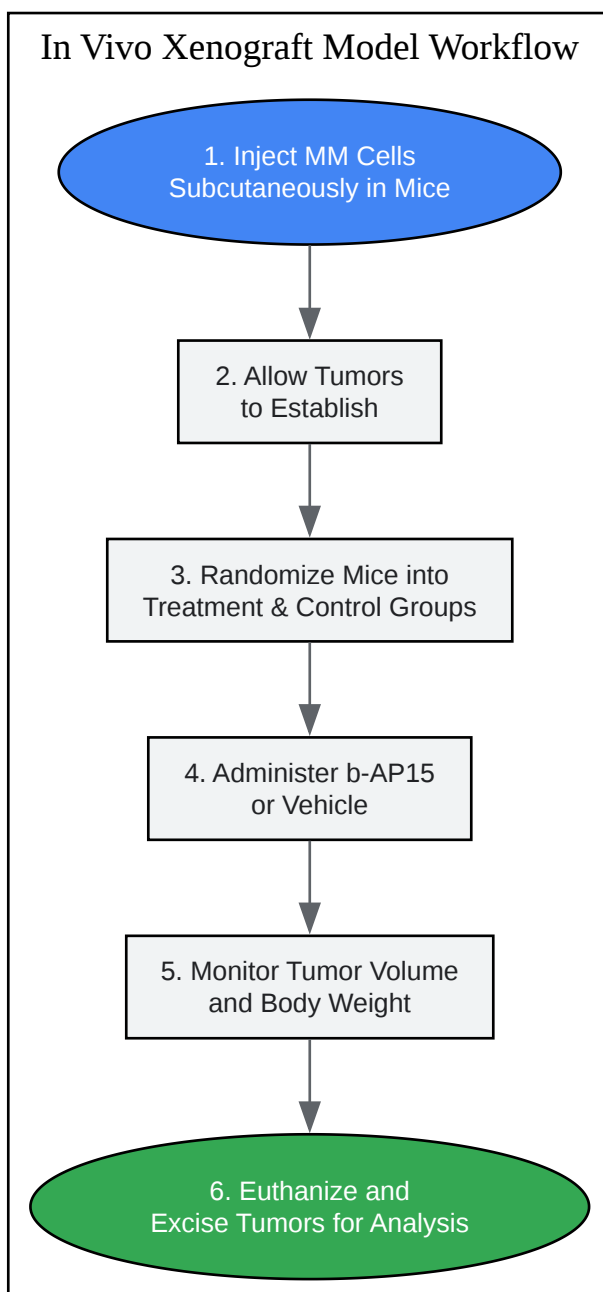 In Vivo Xenograft Model Workflow
1. Inject MM Cells
Subcutaneously in Mice
2. Allow Tumors
to Establish
3. Randomize Mice into
Treatment & Control Groups
4. Administer b-AP15
or Vehicle
5. Monitor Tumor Volume
and Body Weight
6. Euthanize and
Excise Tumors for Analysis